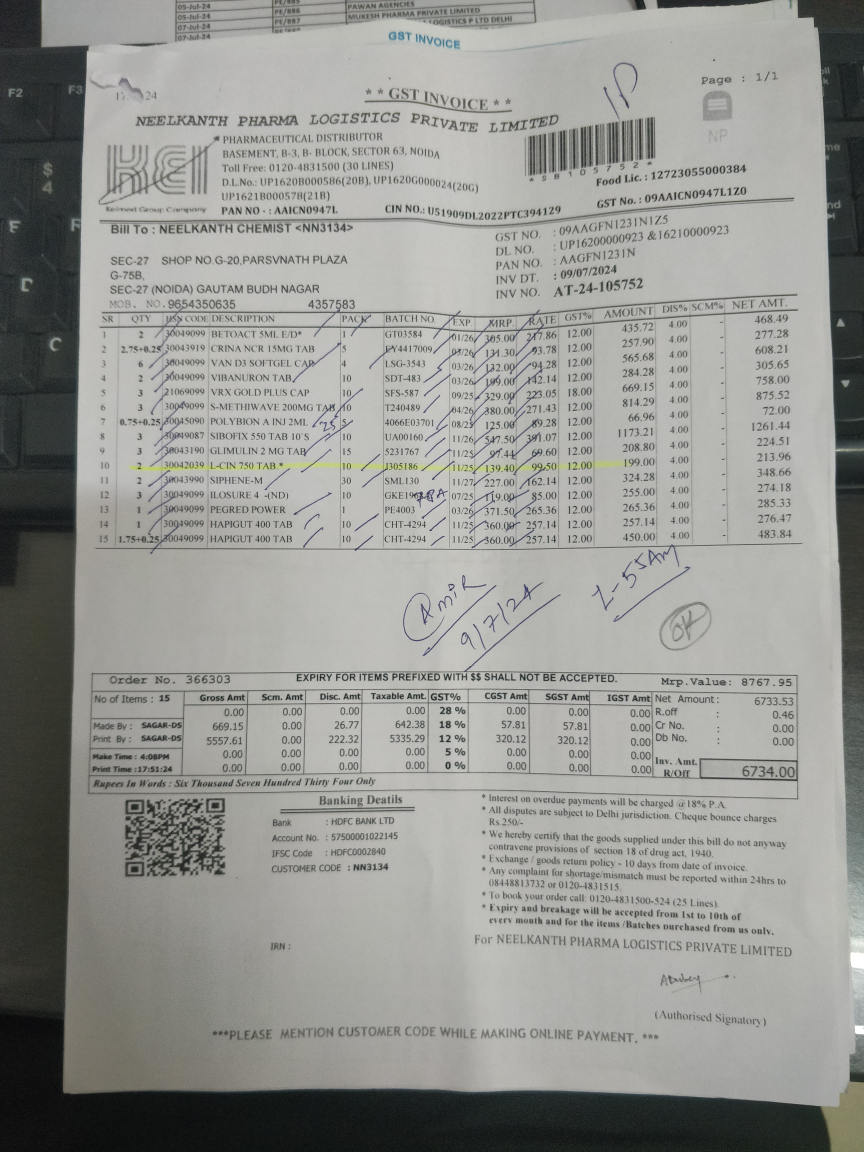 05-Jul-24 PE/886 PAWAN AGENCIES
05-Jul-24 MUKESH PHARMA PRIVATE LIMITED
07-Jul-24 PE/887 LOGISTICS P LTD DELHI
07-Jul-24
GST INVOICE
F2 F3
Page : 1/1
* * GST INVOICE * *
NEELKANTH PHARMA LOGISTICS PRIVATE LIMITED
KEI
Keimed Group Company
PHARMACEUTICAL DISTRIBUTOR
BASEMENT, B-3, B- BLOCK, SECTOR 63, NOIDA
Toll Free: 0120-4831500 (30 LINES)
D.L.No.: UP1620B000586(20B), UP1620G000024(20G)
UP1621B000578(21B)
PAN NO - : AAICN0947L CIN NO.: U51909DL2022PTC394129
NP
*SB105752*
Food Lic. : 12723055000384
GST No. : 09AAICN0947L1Z0
Bill To : NEELKANTH CHEMIST <NN3134>
SEC-27 SHOP NO.G-20,PARSVNATH PLAZA
G-75B,
SEC-27 (NOIDA) GAUTAM BUDH NAGAR
MOB. NO.9654350635 4357583
GST NO. : 09AAGFN1231N1Z5
DL NO. : UP16200000923 &16210000923
PAN NO. : AAGFN1231N
INV DT. : 09/07/2024
INV NO. AT-24-105752
SR QTY HSN CODE DESCRIPTION PACK BATCH NO. EXP. MRP. RATE GST% AMOUNT DIS% SCM% NET AMT.
1 2 30049099 BETOACT 5ML E/D* 1 GT03584 01/26 305.00 217.86 12.00 435.72 4.00 - 468.49
2 2.75+0.25 30043919 CRINA NCR 15MG TAB 5 EY4417009 131.30 93.78 12.00 257.90 4.00 - 277.28
3 6 30049099 VAN D3 SOFTGEL CAP 4 LSG-3543 03/26 132.00 94.28 12.00 565.68 4.00 - 608.21
4 2 30049099 VIBANURON TAB 10 SDT-483 03/26 199.00 142.14 12.00 284.28 4.00 - 305.65
5 3 21069099 VRX GOLD PLUS CAP 10 SFS-587 09/25 329.00 223.05 18.00 669.15 4.00 - 758.00
6 3 30049099 S-METHIWAVE 200MG TAB 10 T240489 04/26 380.00 271.43 12.00 814.29 4.00 - 875.52
7 0.75+0.25 30045090 POLYBION A INJ 2ML 25 5 4066E03701 08/25 125.00 89.28 12.00 66.96 4.00 - 72.00
8 3 30049087 SIBOFIX 550 TAB 10`S 10 UA00160 11/26 547.50 391.07 12.00 1173.21 4.00 - 1261.44
9 3 30043190 GLIMULIN 2 MG TAB 15 5231767 11/25 97.44 69.60 12.00 208.80 4.00 - 224.51
10 2 30042039 L-CIN 750 TAB * 10 J305186 11/25 139.40 99.50 12.00 199.00 4.00 - 213.96
11 2 30043990 SIPHENE-M 30 SML130 11/27 227.00 162.14 12.00 324.28 4.00 - 348.66
12 3 30049099 ILOSURE 4 -(ND) 10 07/25 119.00 85.00 12.00 255.00 4.00 - 274.18
13 1 30049099 PEGRED POWER 1 PE4003 03/26 371.50 265.36 12.00 265.36 4.00 - 285.33
14 1 30049099 HAPIGUT 400 TAB 10 CHT-4294 11/25 360.00 257.14 12.00 257.14 4.00 - 276.47
15 1.75+0.25 30049099 HAPIGUT 400 TAB 10 CHT-4294 11/25 360.00 257.14 12.00 450.00 4.00 - 483.84
Amir
9/7/24
OK
Order No. 366303 EXPIRY FOR ITEMS PREFIXED WITH $$ SHALL NOT BE ACCEPTED. Mrp.Value: 8767.95
No of Items : 15 Gross Amt Scm. Amt Disc. Amt Taxable Amt. GST% CGST Amt SGST Amt IGST Amt Net Amount : 6733.53
0.00 0.00 0.00 0.00 28 % 0.00 0.00 0.00 R.off : 0.46
Made By : SAGAR-DS 669.15 0.00 26.77 642.38 18 % 57.81 57.81 0.00 Cr No. : 0.00
Print By : SAGAR-DS 5557.61 0.00 222.32 5335.29 12 % 320.12 320.12 0.00 Db No. : 0.00
Make Time : 4:08PM 0.00 0.00 0.00 0.00 5 % 0.00 0.00 0.00 Inv. Amt.
Print Time :17:51:24 0.00 0.00 0.00 0.00 0 % 0.00 0.00 0.00 R/Off 6734.00
Rupees In Words : Six Thousand Seven Hundred Thirty Four Only
Banking Deatils
Bank : HDFC BANK LTD
Account No. : 57500001022145
IFSC Code : HDFC0002840
CUSTOMER CODE : NN3134
* Interest on overdue payments will be charged @18% P.A.
* All disputes are subject to Delhi jurisdiction. Cheque bounce charges
Rs.250/-
* We hereby certify that the goods supplied under this bill do not anyway
contravene provisions of section 18 of drug act, 1940.
* Exchange / goods return policy - 10 days from date of invoice.
* Any complaint for shortage/mismatch must be reported within 24hrs to
08448813732 or 0120-4831515.
* To book your order call: 0120-4831500-524 (25 Lines).
* Expiry and breakage will be accepted from 1st to 10th of
every month and for the items /Batches purchased from us only.
IRN :
For NEELKANTH PHARMA LOGISTICS PRIVATE LIMITED
(Authorised Signatory)
***PLEASE MENTION CUSTOMER CODE WHILE MAKING ONLINE PAYMENT. ***